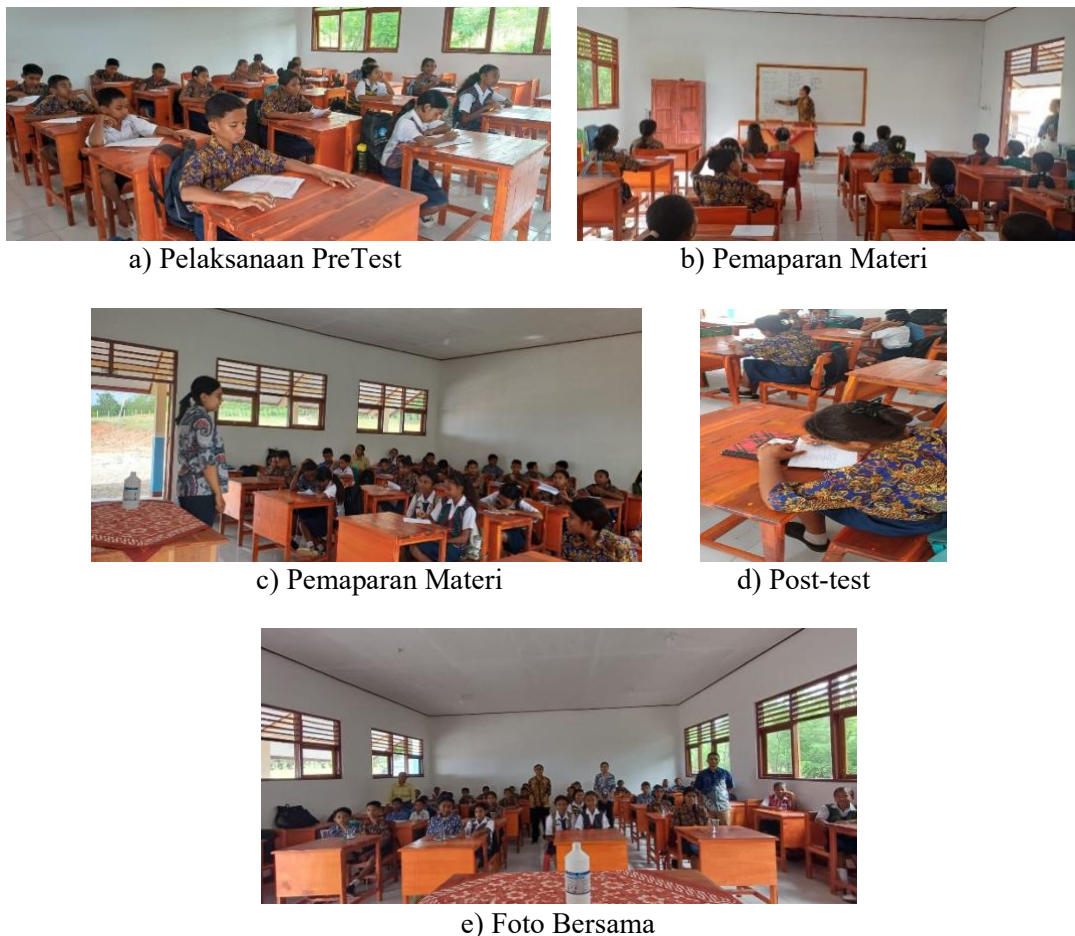 a) Pelaksanaan PreTest
b) Pemaparan Materi
c) Pemaparan Materi
d) Post-test
e) Foto Bersama